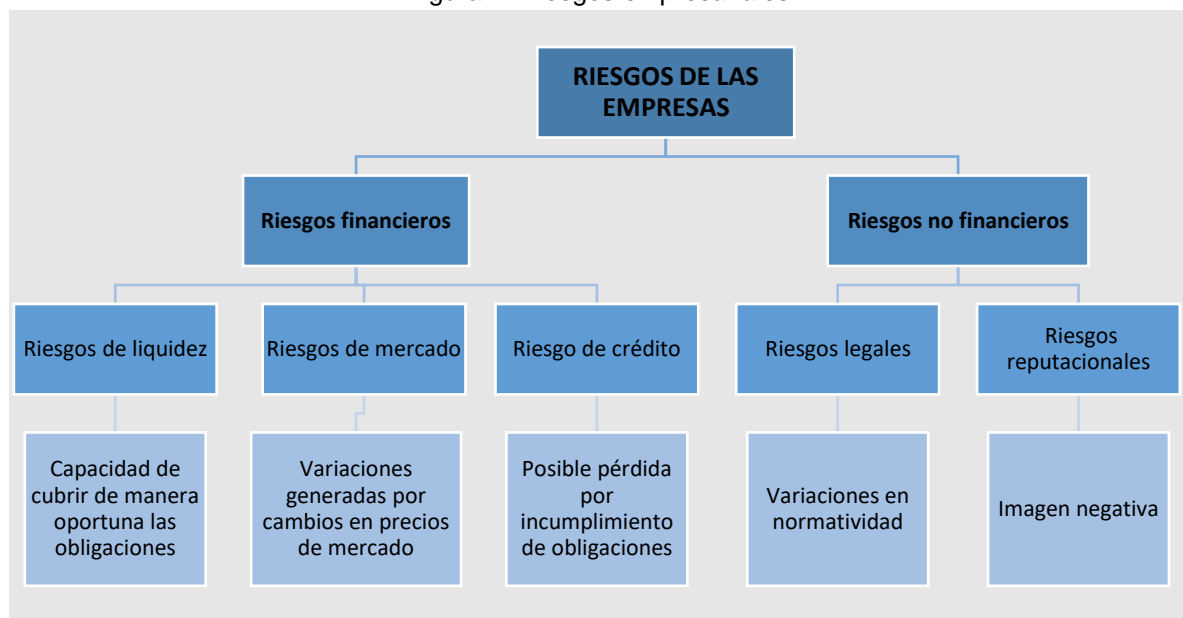 RIESGOS DE LAS
EMPRESAS
Riesgos financieros
Riesgos no financieros
Riesgos de liquidez
Riesgos de mercado
Riesgo de crédito
Riesgos legales
Riesgos
reputacionales
Capacidad de
cubrir de manera
oportuna las
obligaciones
Variaciones
generadas por
cambios en precios
de mercado
Posible pérdida
por
incumplimiento
de obligaciones
Variaciones en
normatividad
Imagen negativa